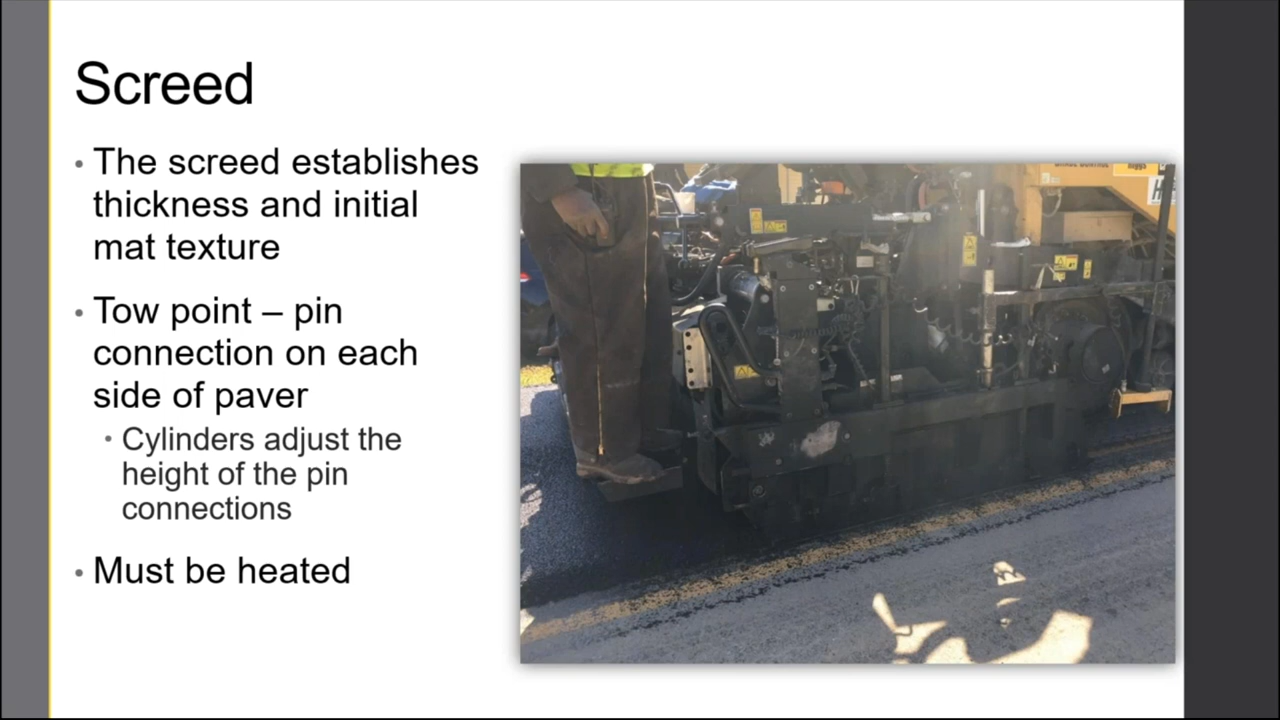 Screed
• The screed establishes
thickness and initial
mat texture
• Tow point – pin
connection on each
side of paver
• Cylinders adjust the
height of the pin
connections
• Must be heated